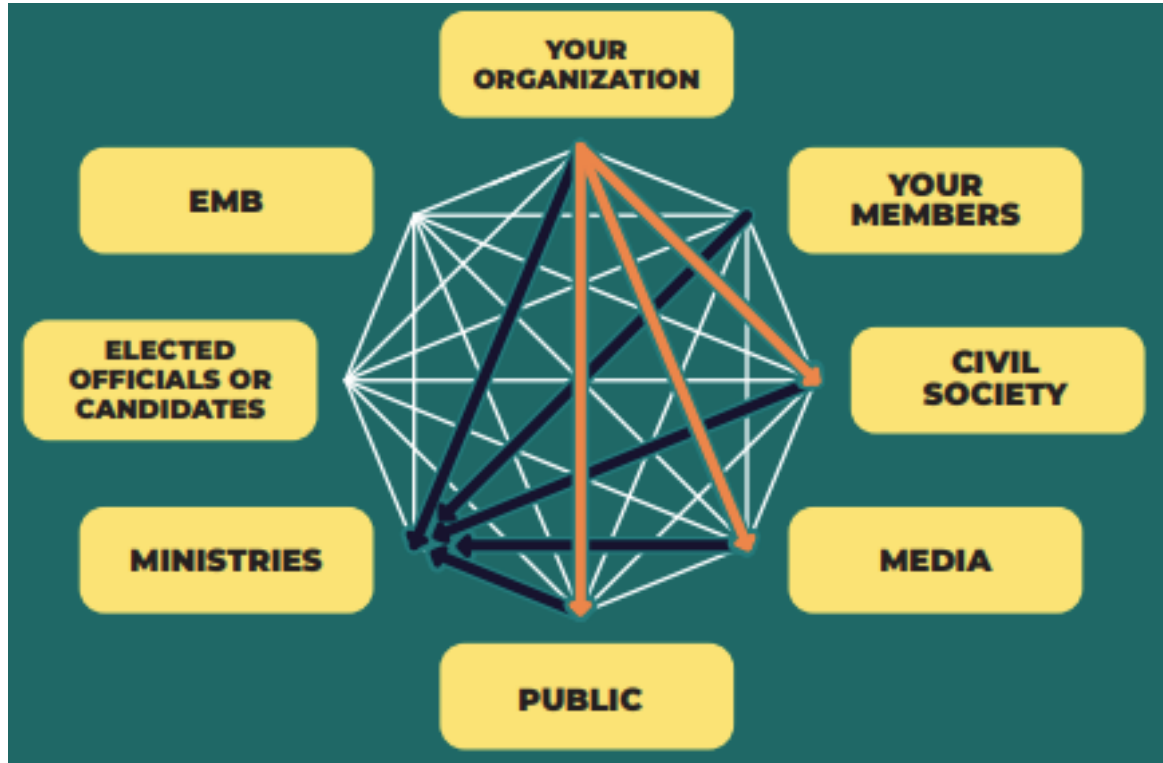 YOUR
ORGANIZATION
EMB
YOUR
MEMBERS
ELECTED
OFFICIALS OR
CANDIDATES
CIVIL
SOCIETY
MINISTRIES
MEDIA
PUBLIC